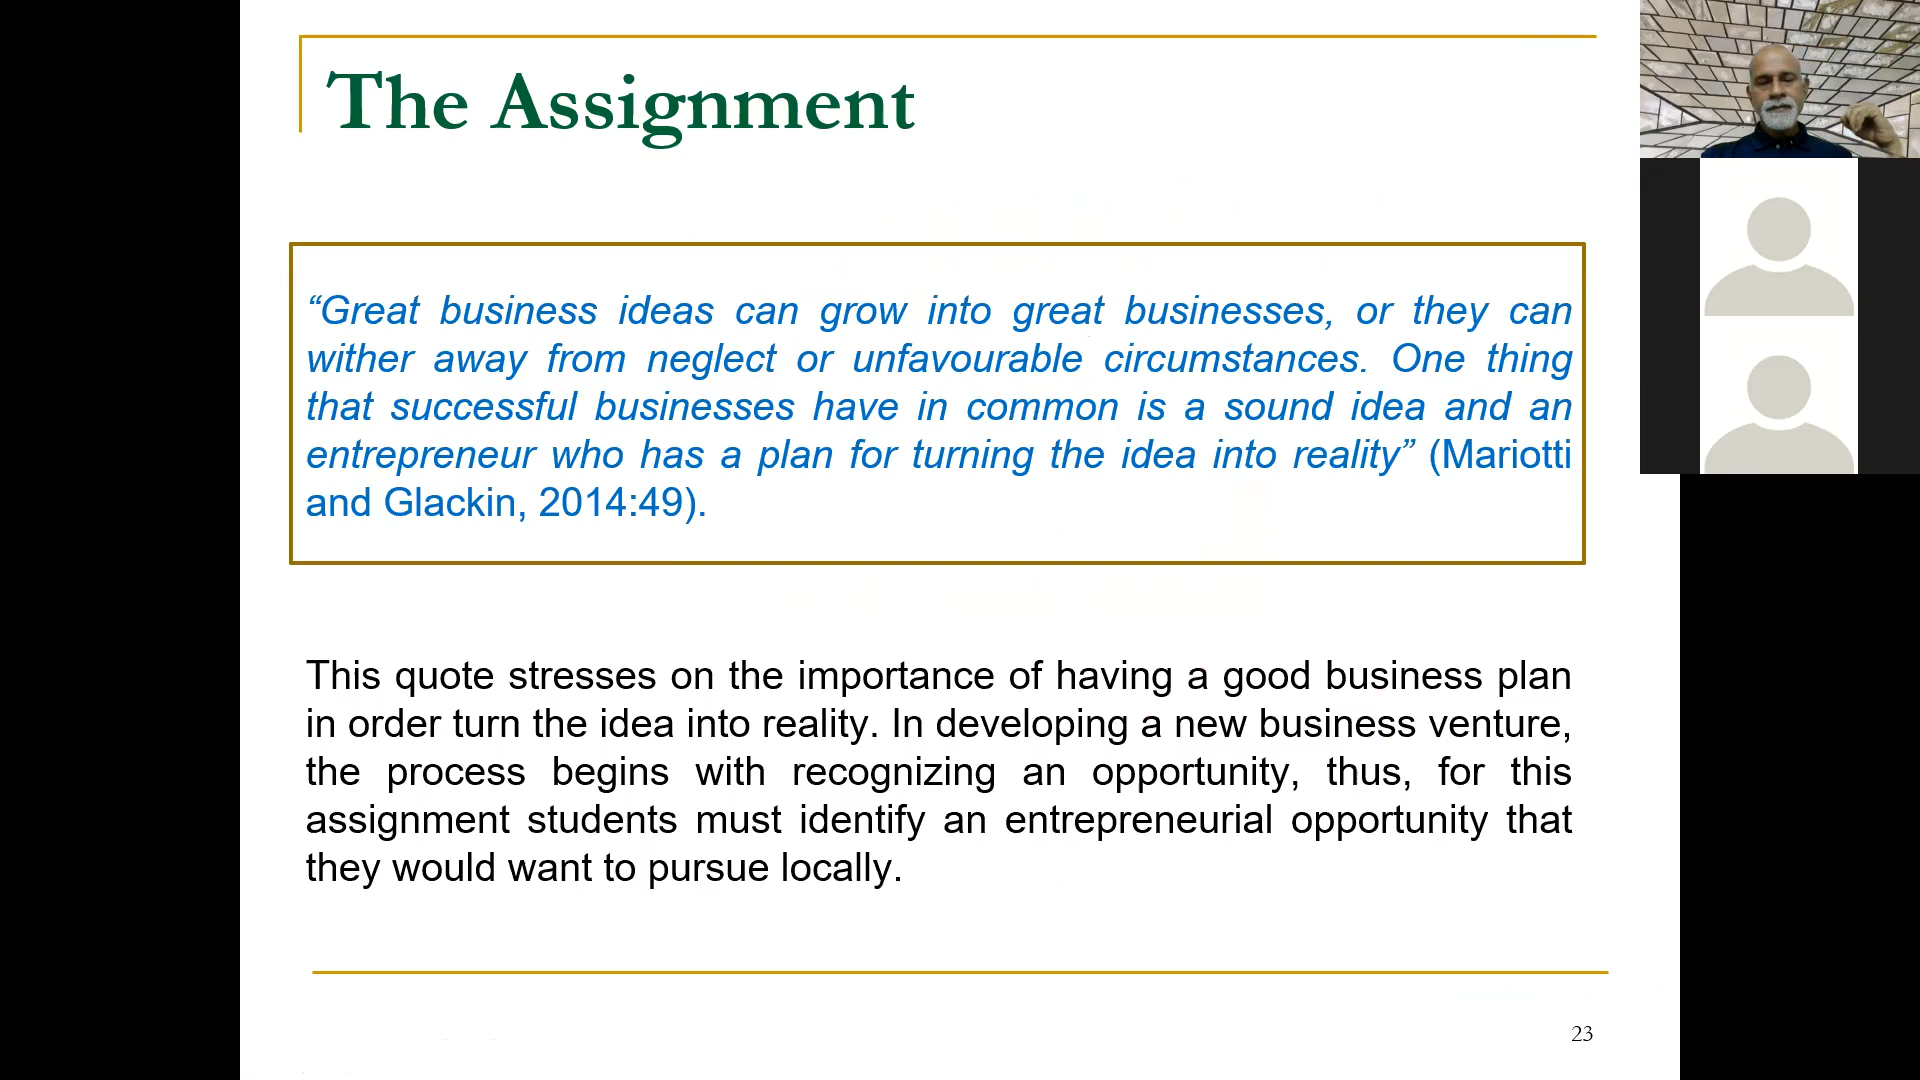 The Assignment
“Great business ideas can grow into great businesses, or they can
wither away from neglect or unfavourable circumstances. One thing
that successful businesses have in common is a sound idea and an
entrepreneur who has a plan for turning the idea into reality” (Mariotti
and Glackin, 2014:49).
This quote stresses on the importance of having a good business plan
in order turn the idea into reality. In developing a new business venture,
the process begins with recognizing an opportunity, thus, for this
assignment students must identify an entrepreneurial opportunity that
they would want to pursue locally.
23